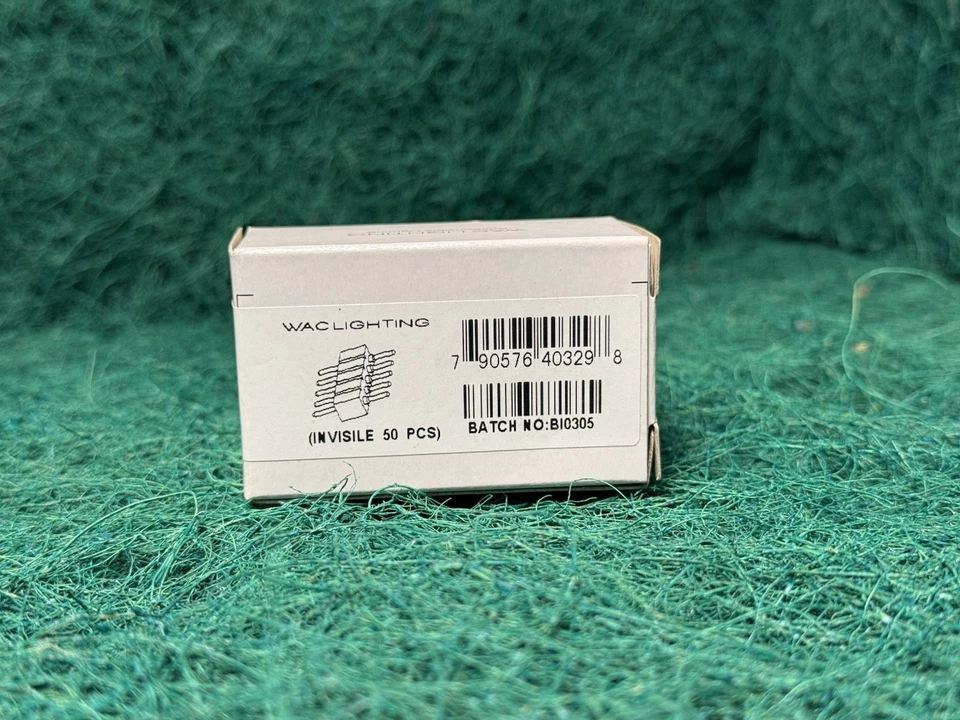 WAC LIGHTING
7 90576 40329 8
(INVISILE 50 PCS)
BATCH NO:BI0305